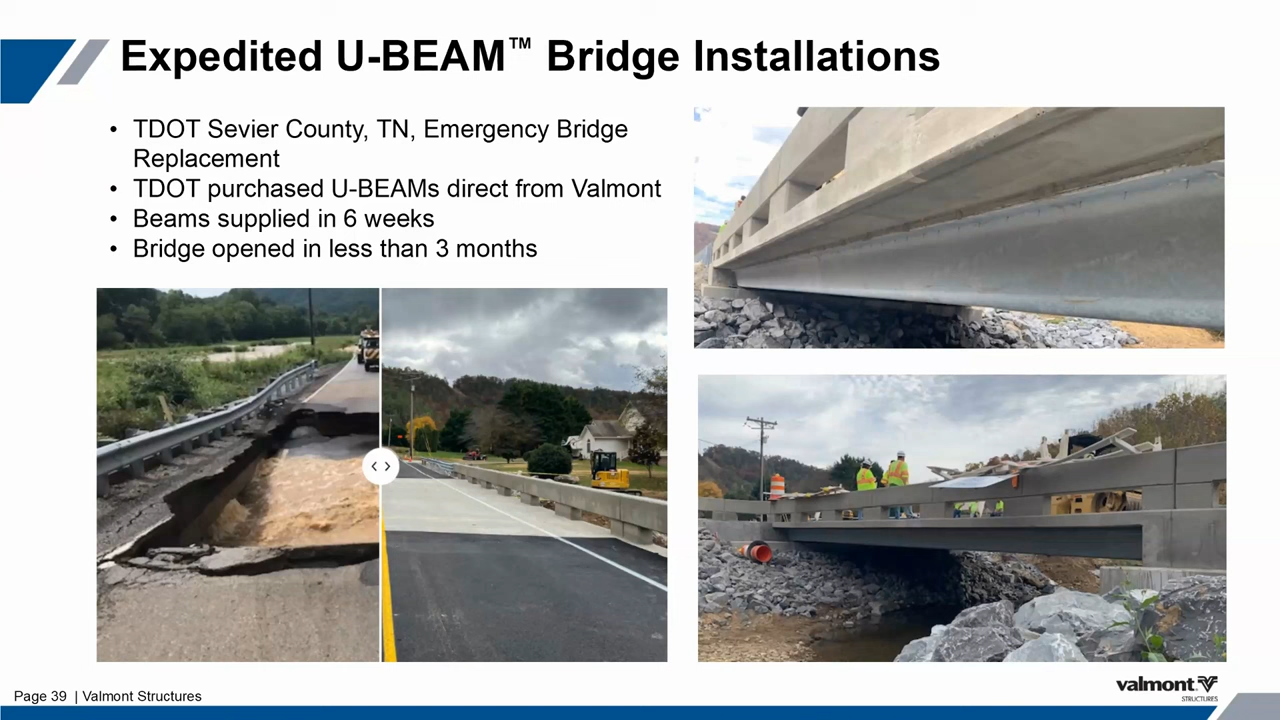 Expedited U-BEAM™ Bridge Installations
• TDOT Sevier County, TN, Emergency Bridge
Replacement
• TDOT purchased U-BEAMs direct from Valmont
• Beams supplied in 6 weeks
• Bridge opened in less than 3 months
Page 39 | Valmont Structures
valmont
STRUCTURES